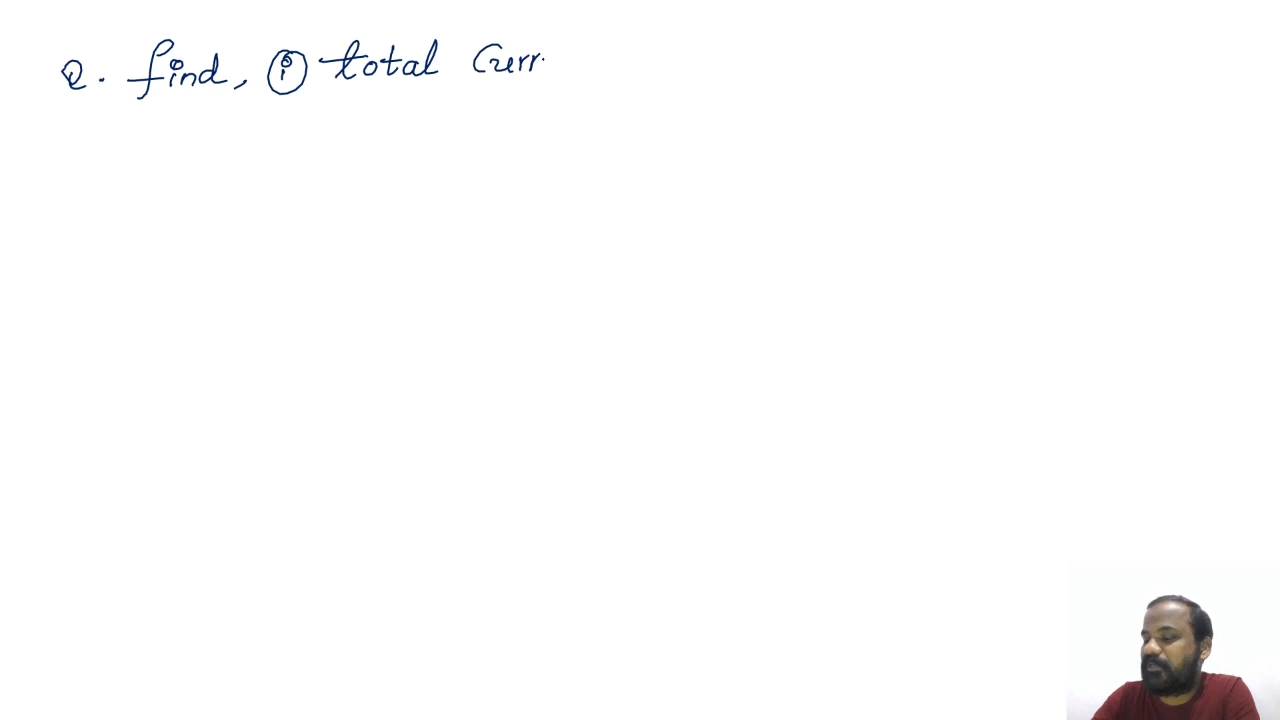 Q. find, (i) total Curr